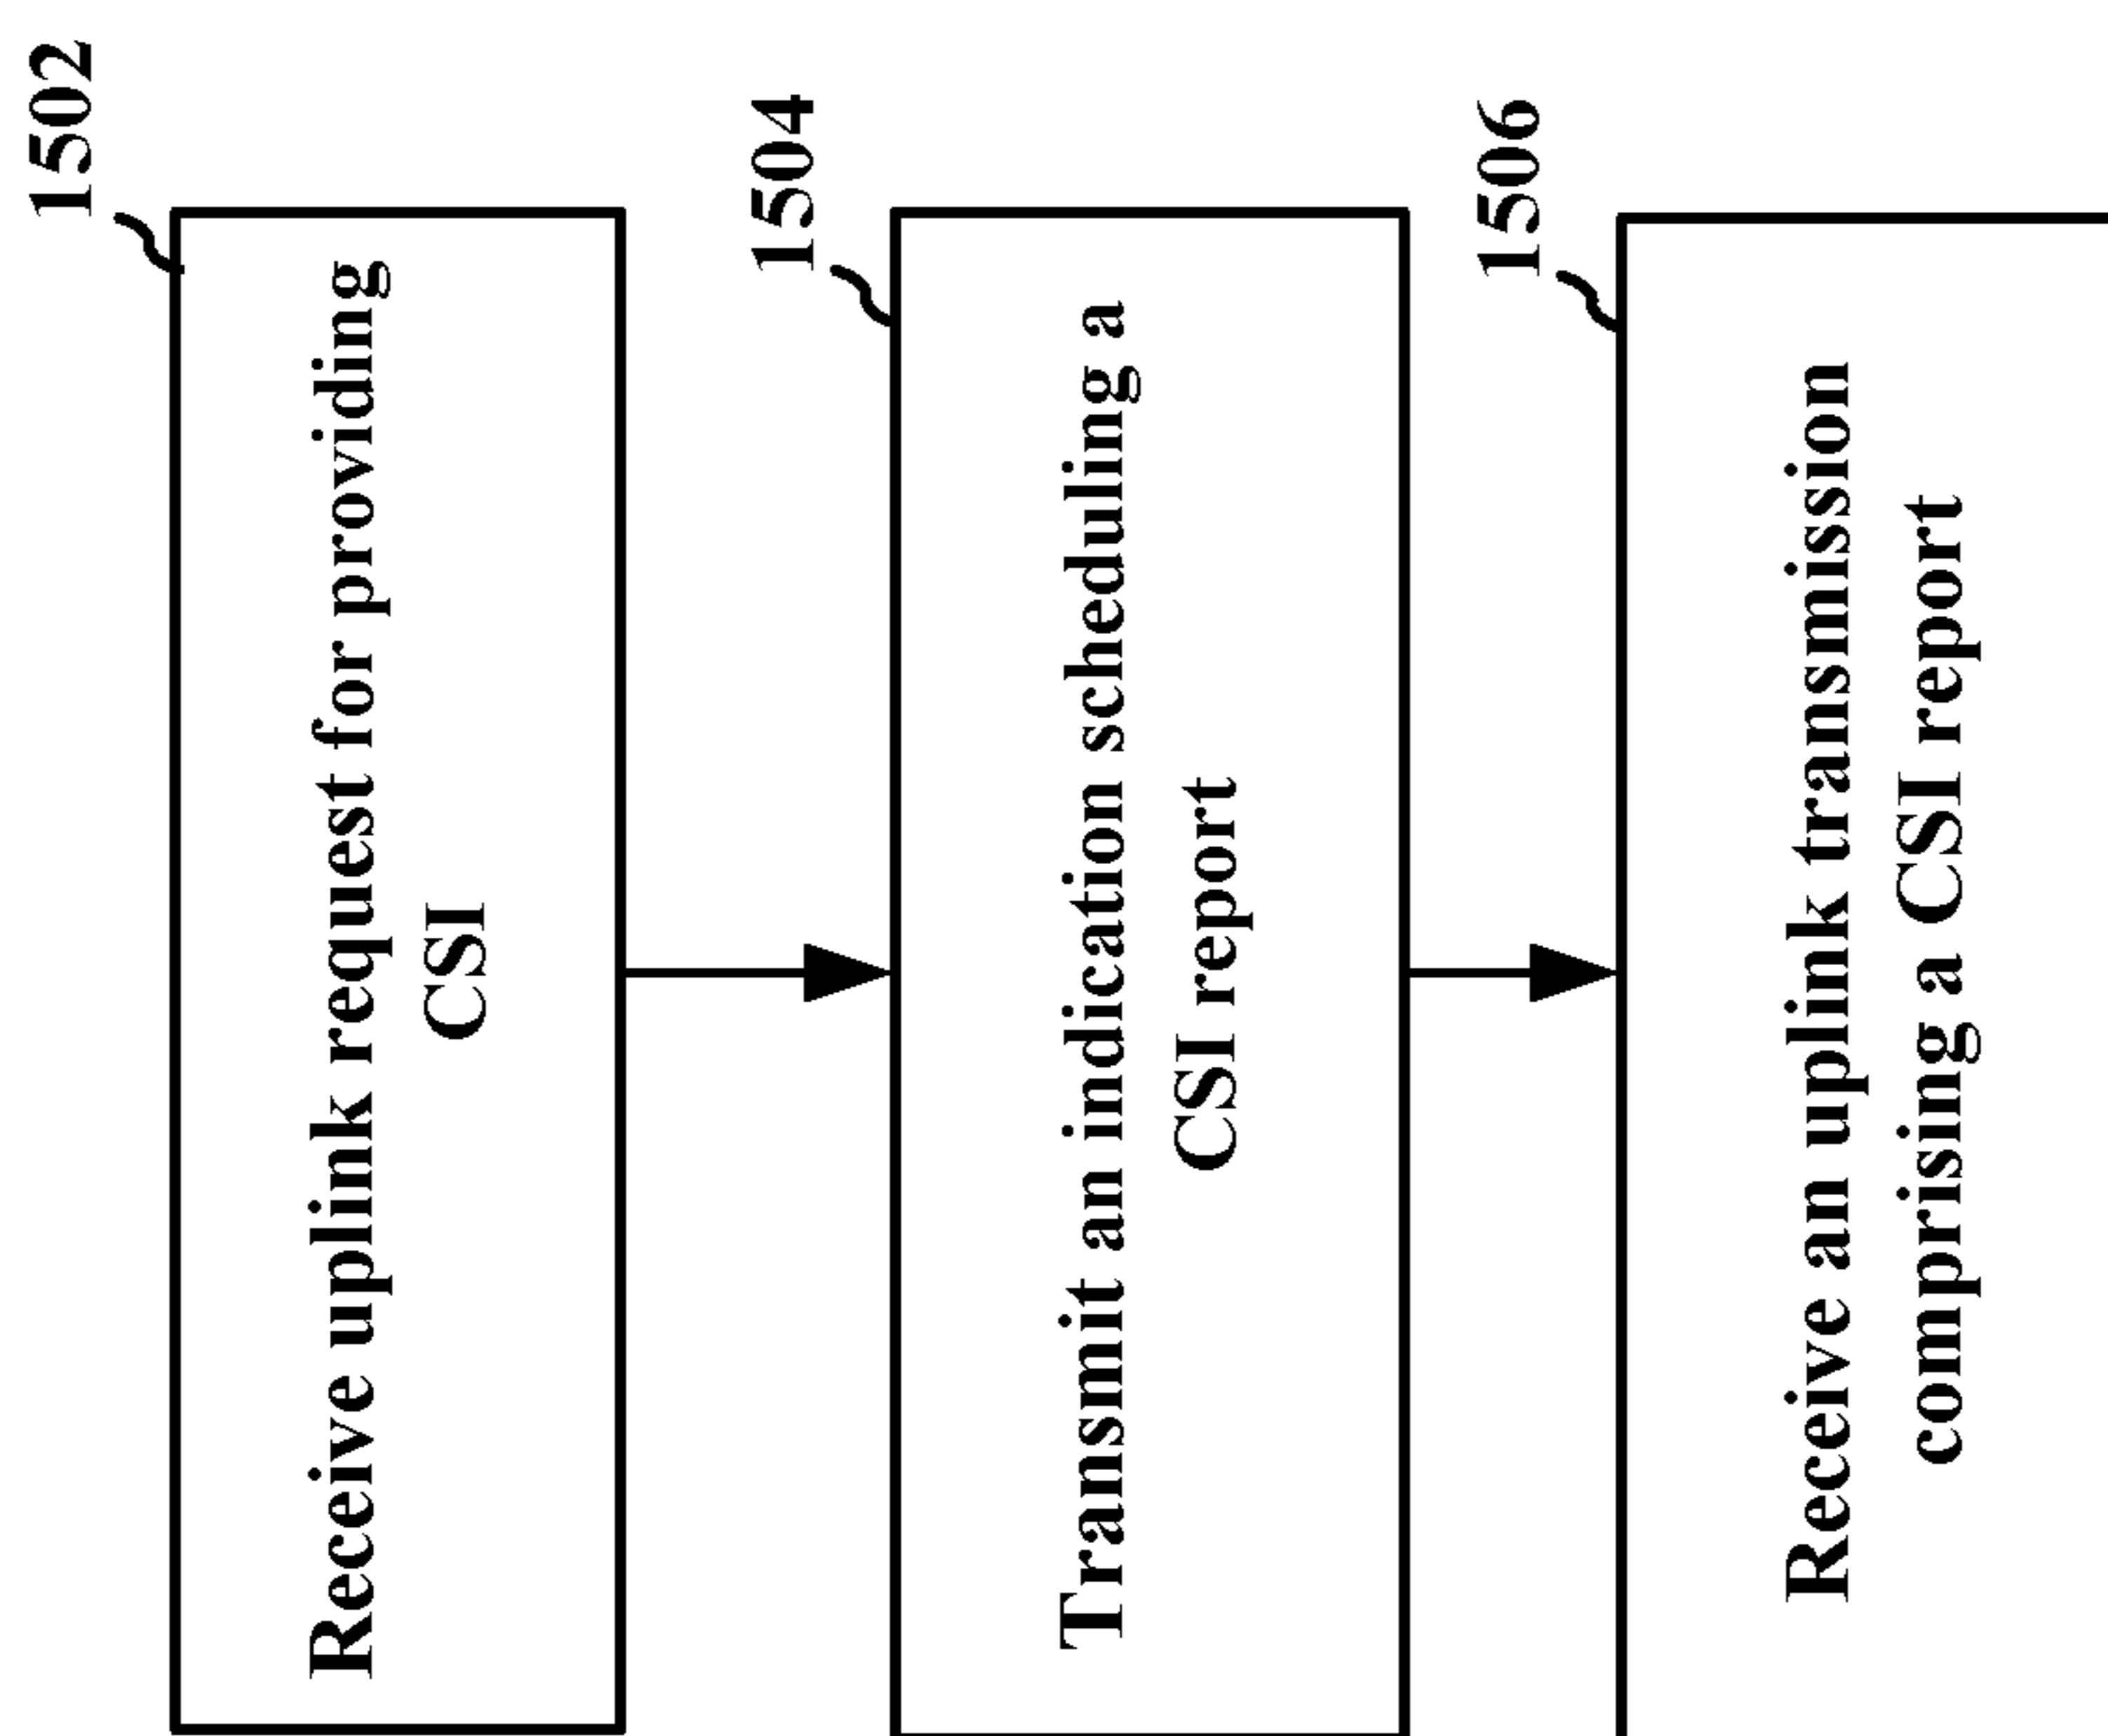 1502
Receive uplink request for providing
CSI
1504
Transmit an indication scheduling a
CSI report
1506
Receive an uplink transmission
comprising a CSI report